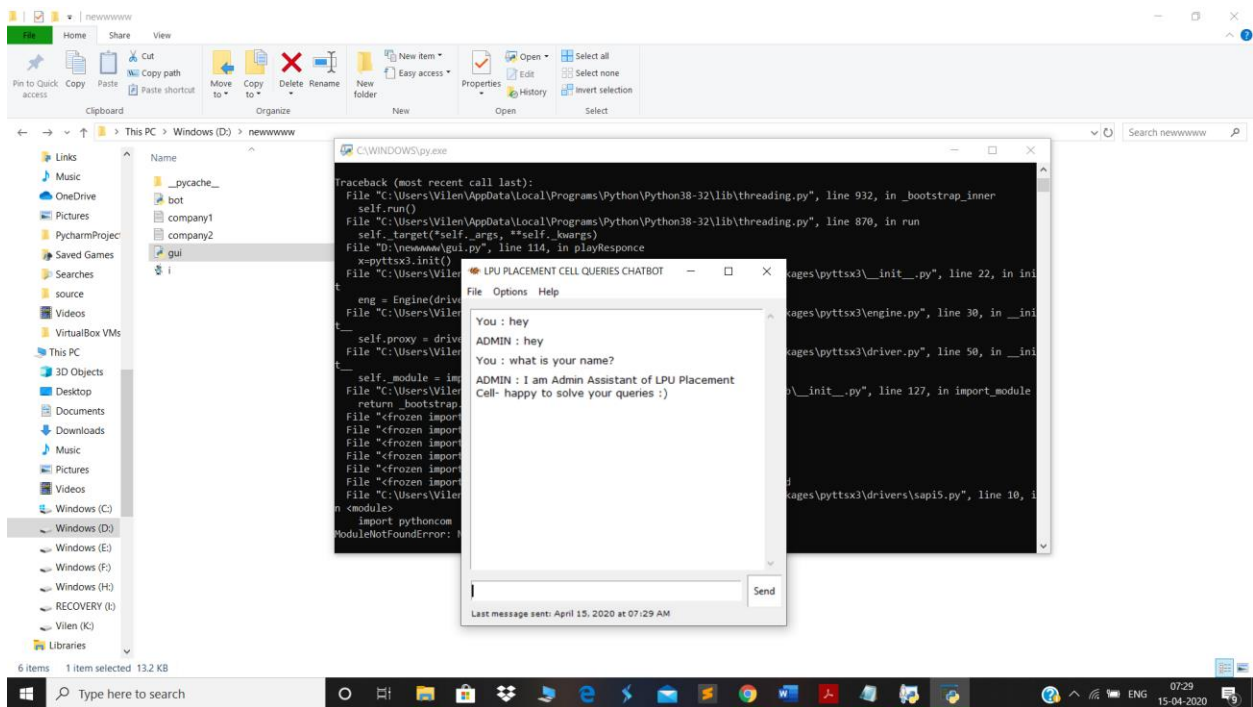 newwwww
File Home Share View
Pin to Quick access
Copy
Paste
Cut
Copy path
Paste shortcut
Clipboard
Move to
Copy to
Delete
Rename
Organize
New folder
New item
Easy access
New
Properties
Open
Edit
History
Open
Select all
Select none
Invert selection
Select
This PC > Windows (D:) > newwwww
Search newwwww
Links
Music
OneDrive
Pictures
PycharmProjec
Saved Games
Searches
source
Videos
VirtualBox VMs
This PC
3D Objects
Desktop
Documents
Downloads
Music
Pictures
Videos
Windows (C:)
Windows (D:)
Windows (E:)
Windows (F:)
Windows (H:)
RECOVERY (I:)
Vilen (K:)
Libraries
Name
__pycache__
bot
company1
company2
gui
i
C:\WINDOWS\py.exe
Traceback (most recent call last):
File "C:\Users\Vilen\AppData\Local\Programs\Python\Python38-32\lib\threading.py", line 932, in _bootstrap_inner
self.run()
File "C:\Users\Vilen\AppData\Local\Programs\Python\Python38-32\lib\threading.py", line 870, in run
self._target(*self._args, **self._kwargs)
File "D:\newwwww\gui.py", line 114, in playResponce
x=pyttsx3.init()
File "C:\Users\Vilen kages\pyttsx3\__init__.py", line 22, in ini
t
eng = Engine(drive
File "C:\Users\Vilen kages\pyttsx3\engine.py", line 30, in __ini
t__
self.proxy = drive
File "C:\Users\Vilen kages\pyttsx3\driver.py", line 50, in __ini
t__
self._module = imp
File "C:\Users\Vilen b\__init__.py", line 127, in import_module
return _bootstrap.
File "<frozen import
File "<frozen import
File "<frozen import
File "<frozen import
File "<frozen import
File "<frozen import d
File "C:\Users\Vilen kages\pyttsx3\drivers\sapi5.py", line 10, i
n <module>
import pythoncom
ModuleNotFoundError:
LPU PLACEMENT CELL QUERIES CHATBOT
File Options Help
You : hey
ADMIN : hey
You : what is your name?
ADMIN : I am Admin Assistant of LPU Placement
Cell- happy to solve your queries :)
Send
Last message sent: April 15, 2020 at 07:29 AM
6 items 1 item selected 13.2 KB
Type here to search
ENG
07:29
15-04-2020
9